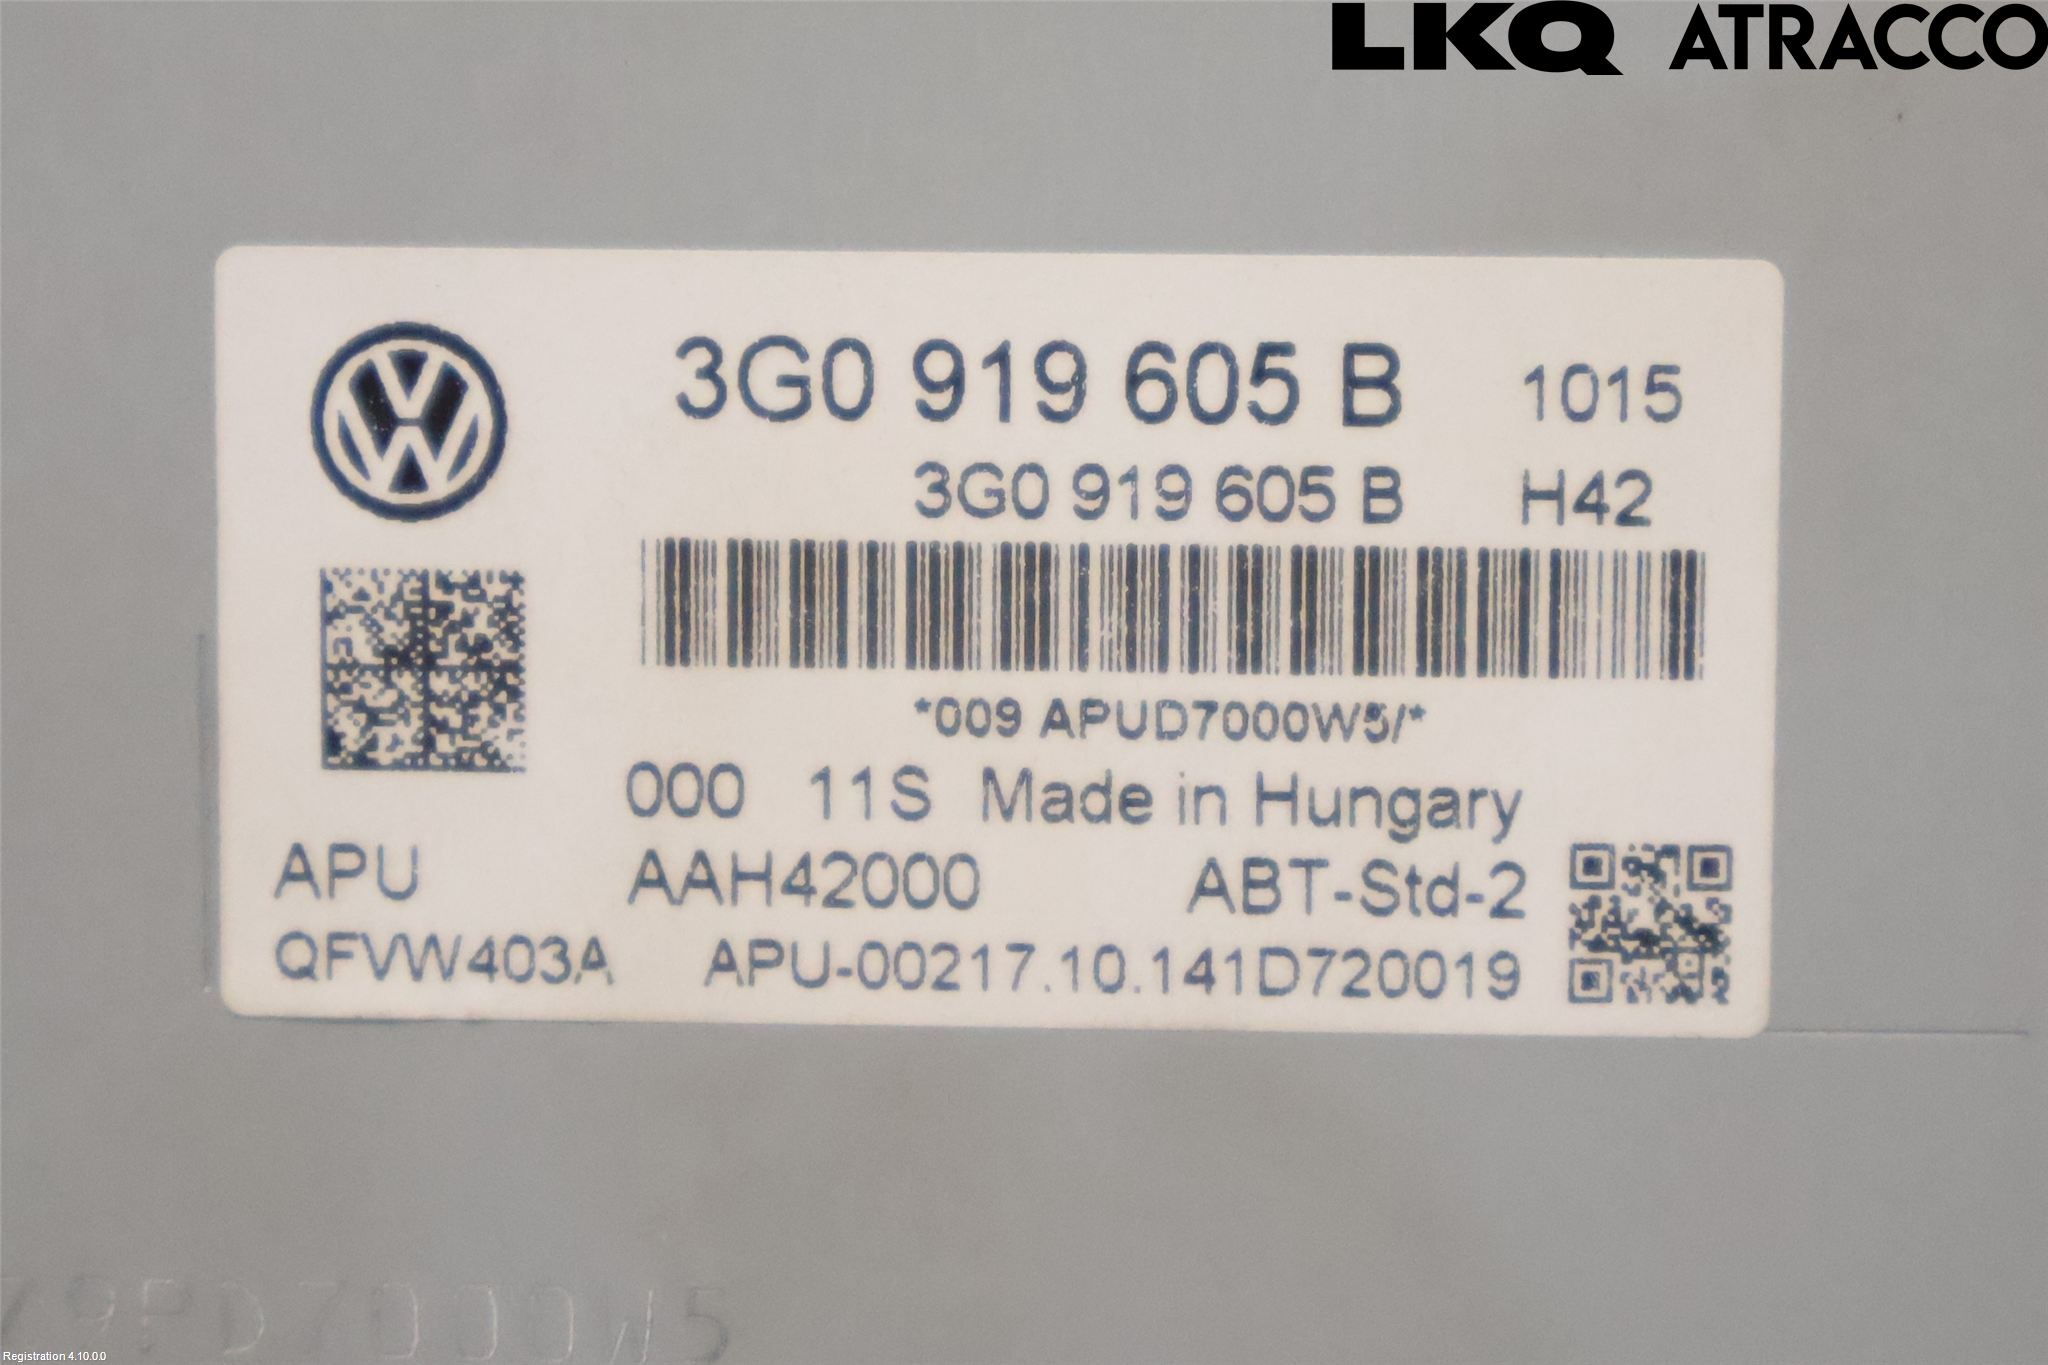 LKQ ATRACCO
3G0 919 605 B 1015
3G0 919 605 B H42
*009 APUD7000W5/*
000 11S Made in Hungary
APU AAH42000 ABT-Std-2
QFVW403A APU-00217.10.141D720019
Registration 4.10.0.0